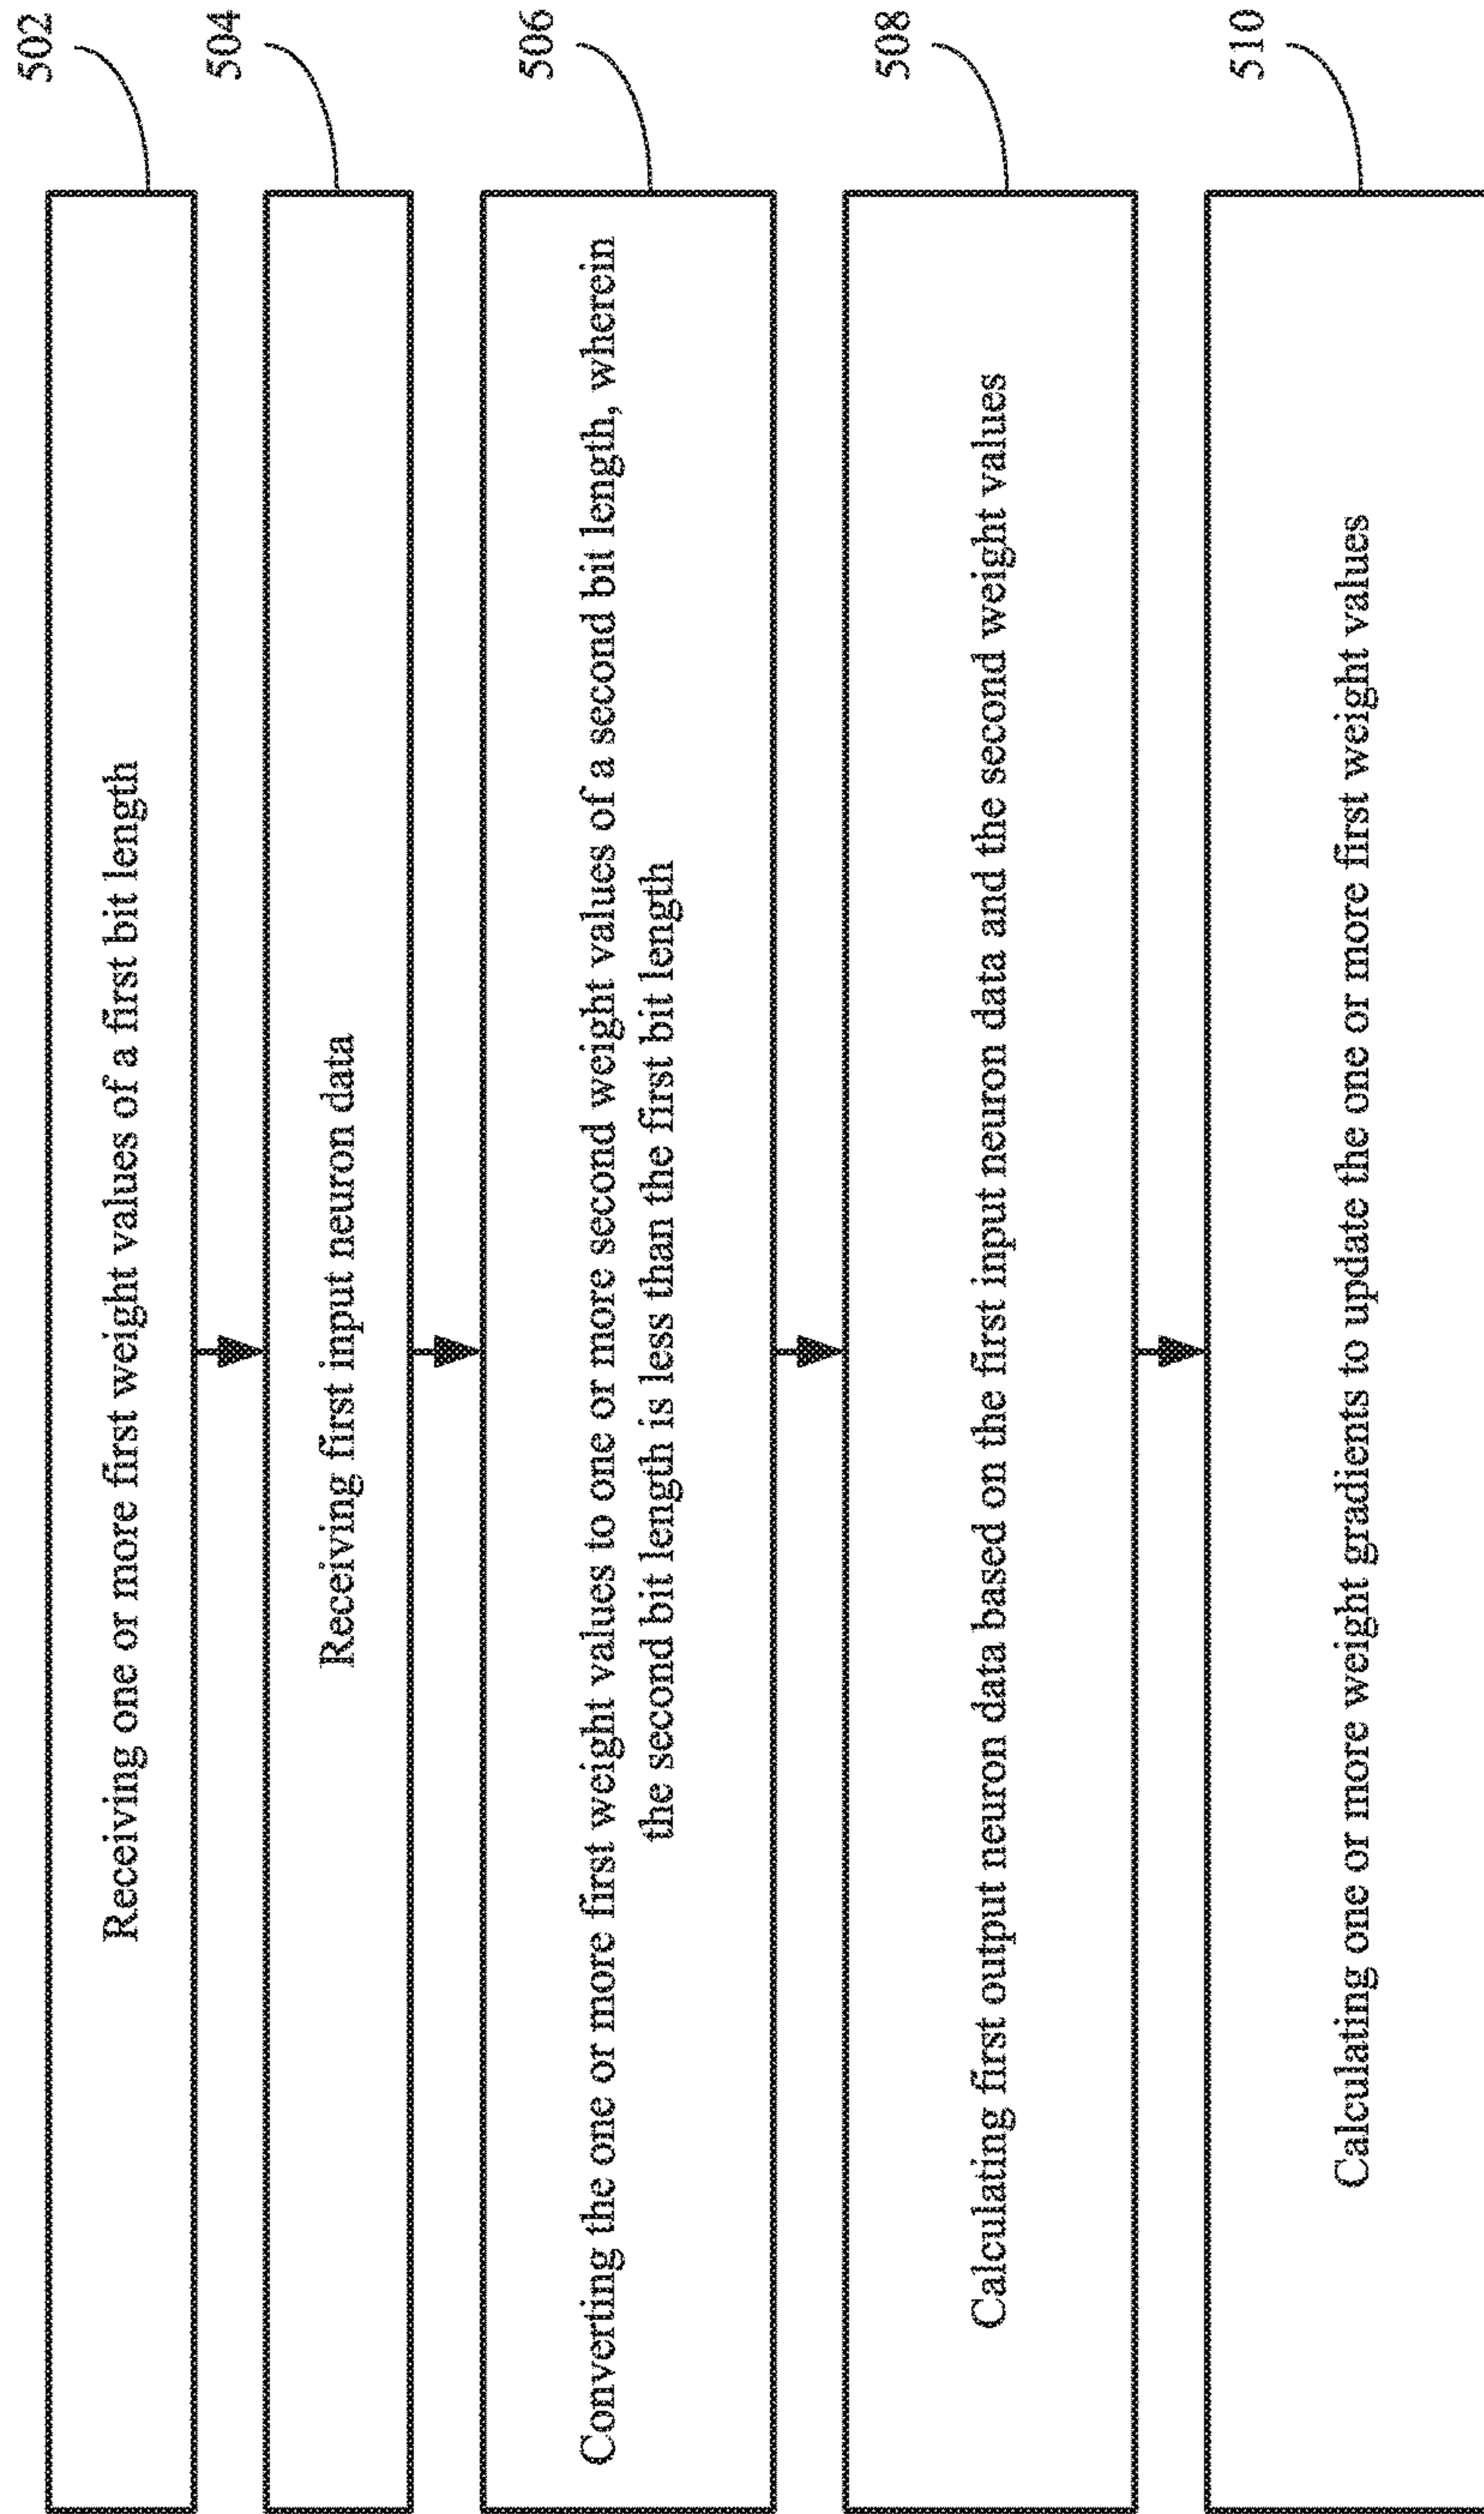 502
Receiving one or more first weight values of a first bit length
504
Receiving first input neuron data
506
Converting the one or more first weight values to one or more second weight values of a second bit length, wherein
the second bit length is less than the first bit length
508
Calculating first output neuron data based on the first input neuron data and the second weight values
510
Calculating one or more weight gradients to update the one or more first weight values